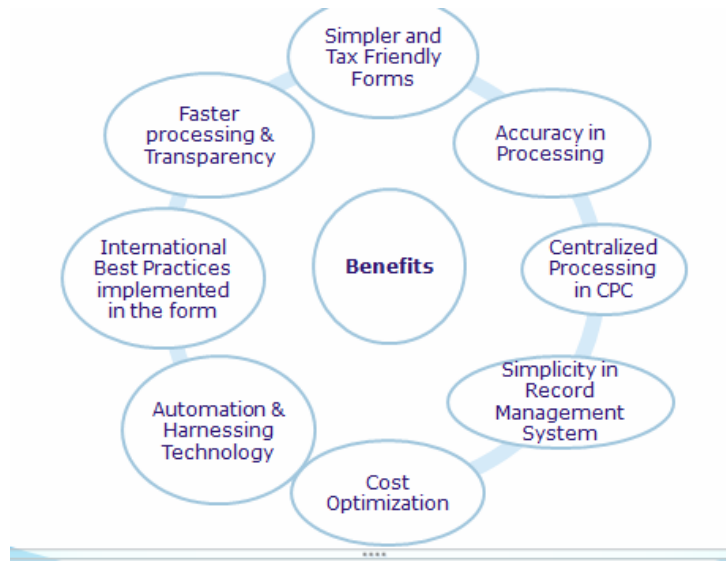 Simpler and
Tax Friendly
Forms
Faster
processing &
Transparency
Accuracy in
Processing
International
Best Practices
implemented
in the form
Benefits
Centralized
Processing
in CPC
Automation &
Harnessing
Technology
Simplicity in
Record
Management
System
Cost
Optimization